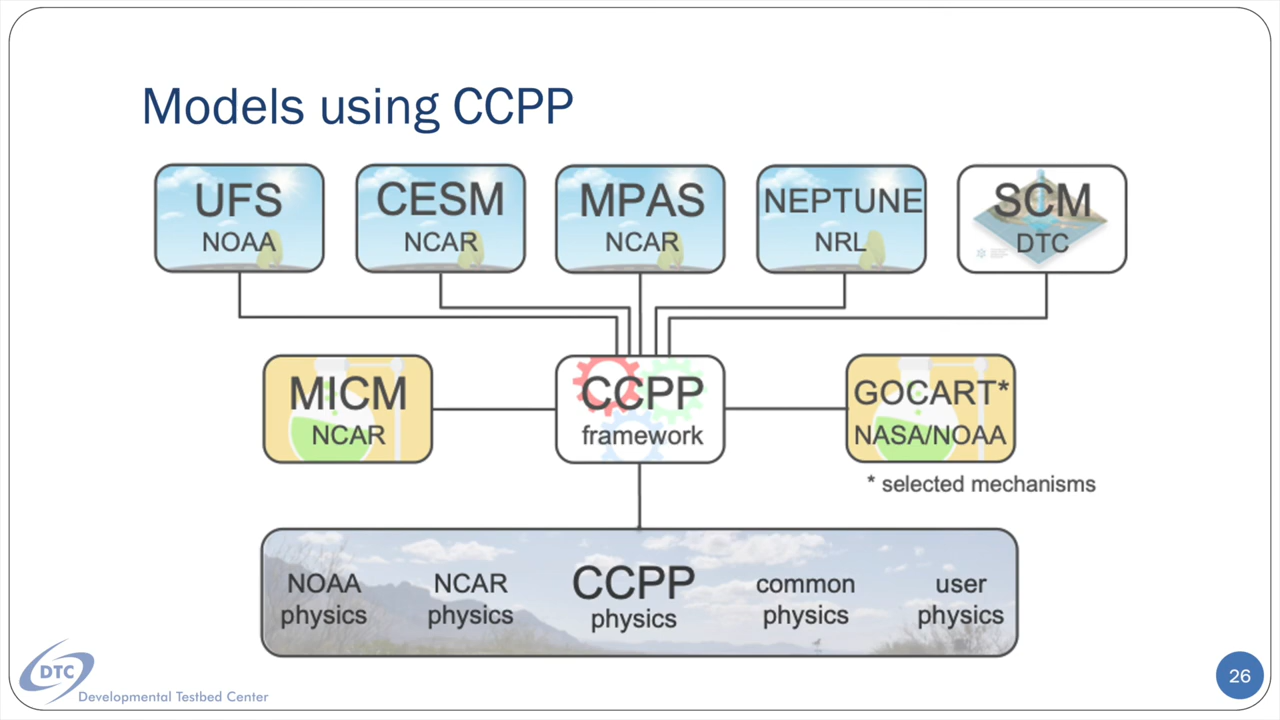 Models using CCPP
UFS
NOAA
CESM
NCAR
MPAS
NCAR
NEPTUNE
NRL
SCM
DTC
MICM
NCAR
CCPP
framework
GOCART*
NASA/NOAA
* selected mechanisms
NOAA
physics
NCAR
physics
CCPP
physics
common
physics
user
physics
DTC
Developmental Testbed Center
26